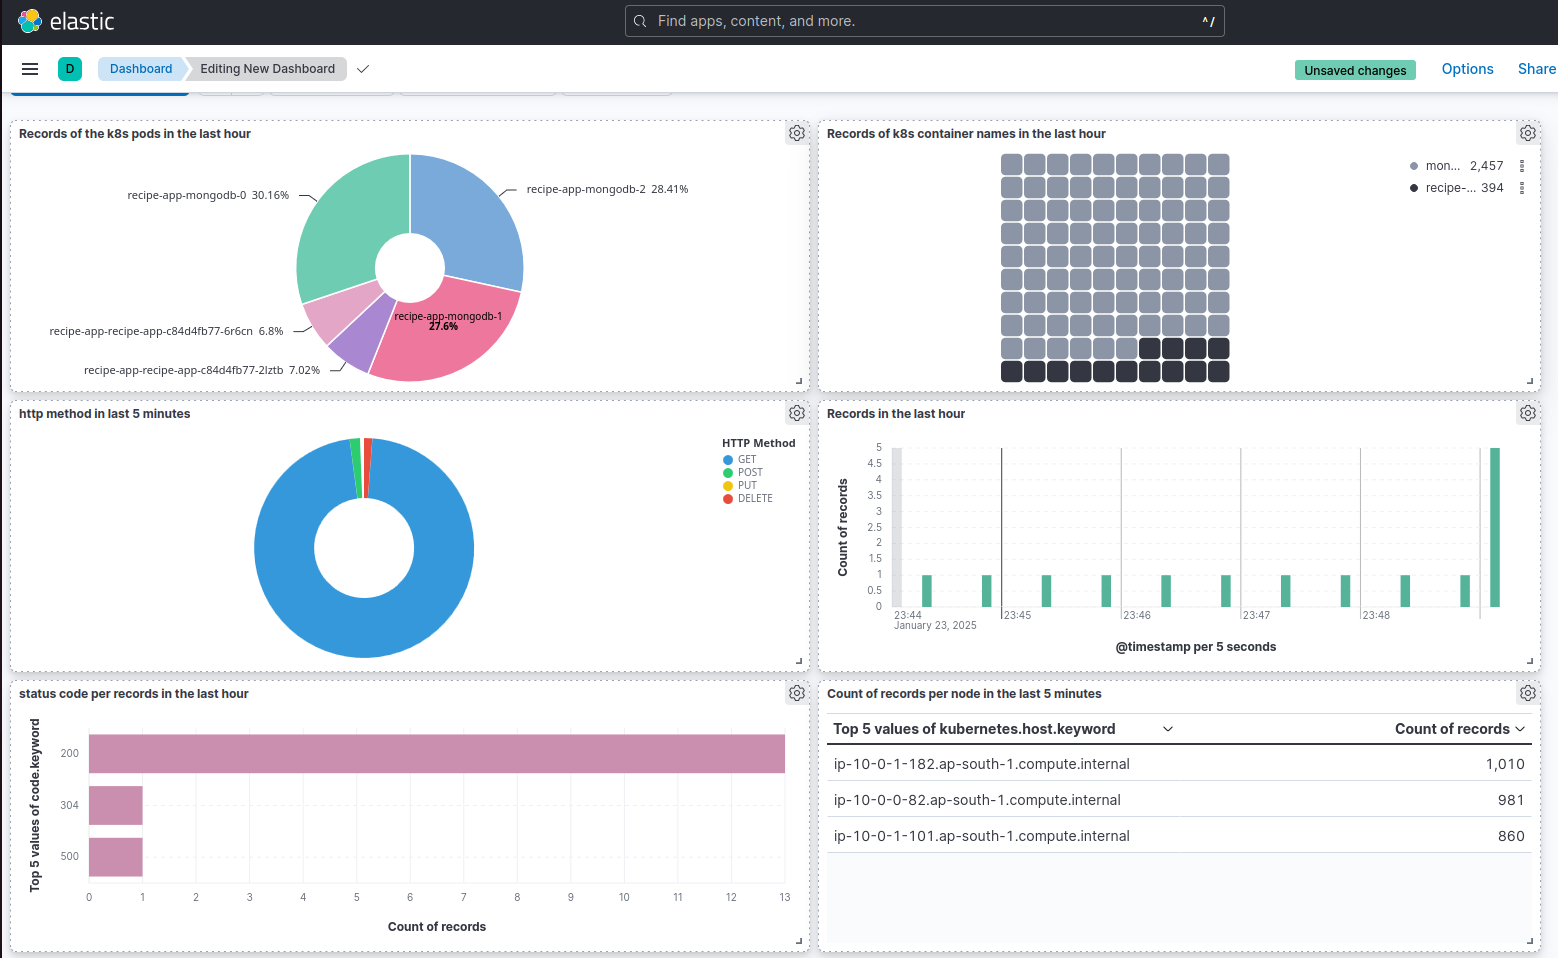 elastic
Find apps, content, and more.
^/
D
Dashboard
Editing New Dashboard
Unsaved changes
Options
Share
Records of the k8s pods in the last hour
recipe-app-mongodb-0 30.16%
recipe-app-mongodb-2 28.41%
recipe-app-mongodb-1
27.6%
recipe-app-recipe-app-c84d4fb77-6r6cn 6.8%
recipe-app-recipe-app-c84d4fb77-2lztb 7.02%
Records of k8s container names in the last hour
mon... 2,457
recipe-... 394
http method in last 5 minutes
HTTP Method
GET
POST
PUT
DELETE
Records in the last hour
Count of records
5
4.5
4
3.5
3
2.5
2
1.5
1
0.5
0
23:44
January 23, 2025
23:45
23:46
23:47
23:48
@timestamp per 5 seconds
status code per records in the last hour
Top 5 values of code.keyword
200
304
500
0 1 2 3 4 5 6 7 8 9 10 11 12 13
Count of records
Count of records per node in the last 5 minutes
Top 5 values of kubernetes.host.keyword Count of records
ip-10-0-1-182.ap-south-1.compute.internal 1,010
ip-10-0-0-82.ap-south-1.compute.internal 981
ip-10-0-1-101.ap-south-1.compute.internal 860